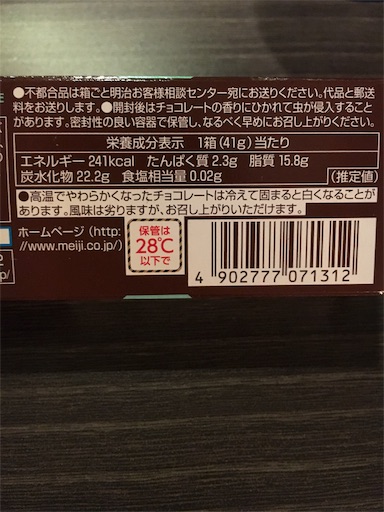 ●不都合品は箱ごと明治お客様相談センター宛にお送りください。代品と郵送
料をお送りします。●開封後はチョコレートの香りにひかれて虫が侵入すること
があります。密封性の良い容器で保管し、なるべく早めにお召し上がりください。
栄養成分表示 1箱(41g)当たり
エネルギー 241kcal たんぱく質 2.3g 脂質 15.8g
炭水化物 22.2g 食塩相当量 0.02g (推定値)
●高温でやわらかくなったチョコレートは冷えて固まると白くなることが
ありますが、風味は劣りますが、お召し上がりいただけます。
ホームページ(http:
//www.meiji.co.jp/)
保管は
28℃
以下で
4 902777 071312